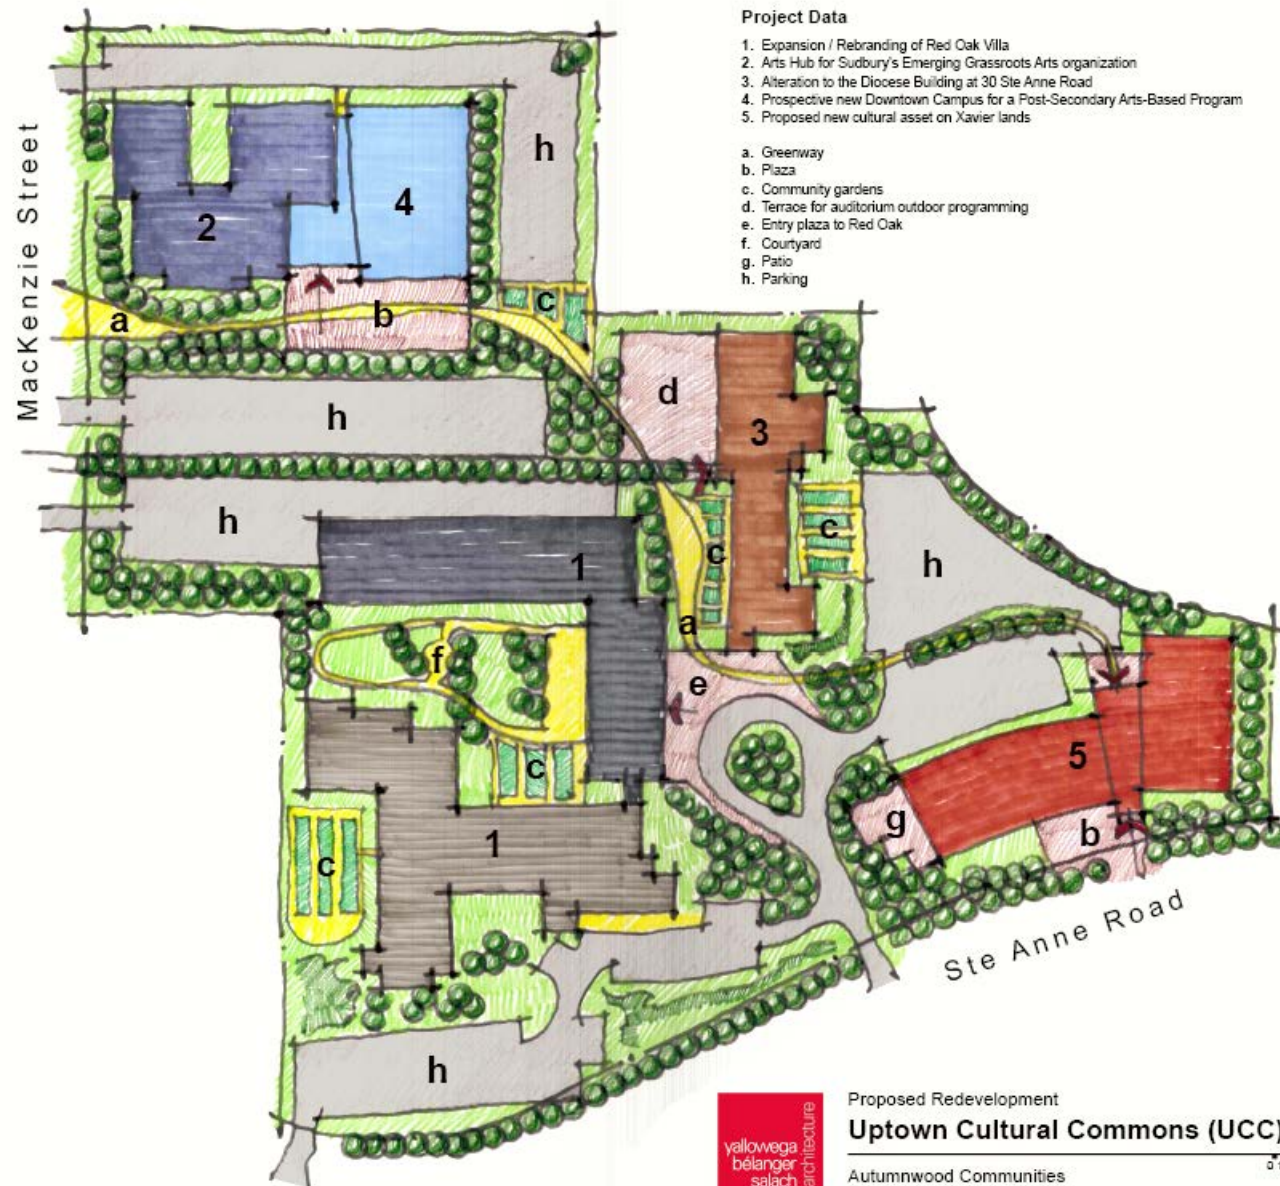 Project Data
1. Expansion / Rebranding of Red Oak Villa
2. Arts Hub for Sudbury's Emerging Grassroots Arts organization
3. Alteration to the Diocese Building at 30 Ste Anne Road
4. Prospective new Downtown Campus for a Post-Secondary Arts-Based Program
5. Proposed new cultural asset on Xavier lands
a. Greenway
b. Plaza
c. Community gardens
d. Terrace for auditorium outdoor programming
e. Entry plaza to Red Oak
f. Courtyard
g. Patio
h. Parking
MacKenzie Street
h
4
2
c
a
b
d
h
3
h
c
c
1
h
a
f
e
5
c
g
b
1
c
Ste Anne Road
h
yallowega
bélanger
salach
architecture
Proposed Redevelopment
Uptown Cultural Commons (UCC)
Autumnwood Communities